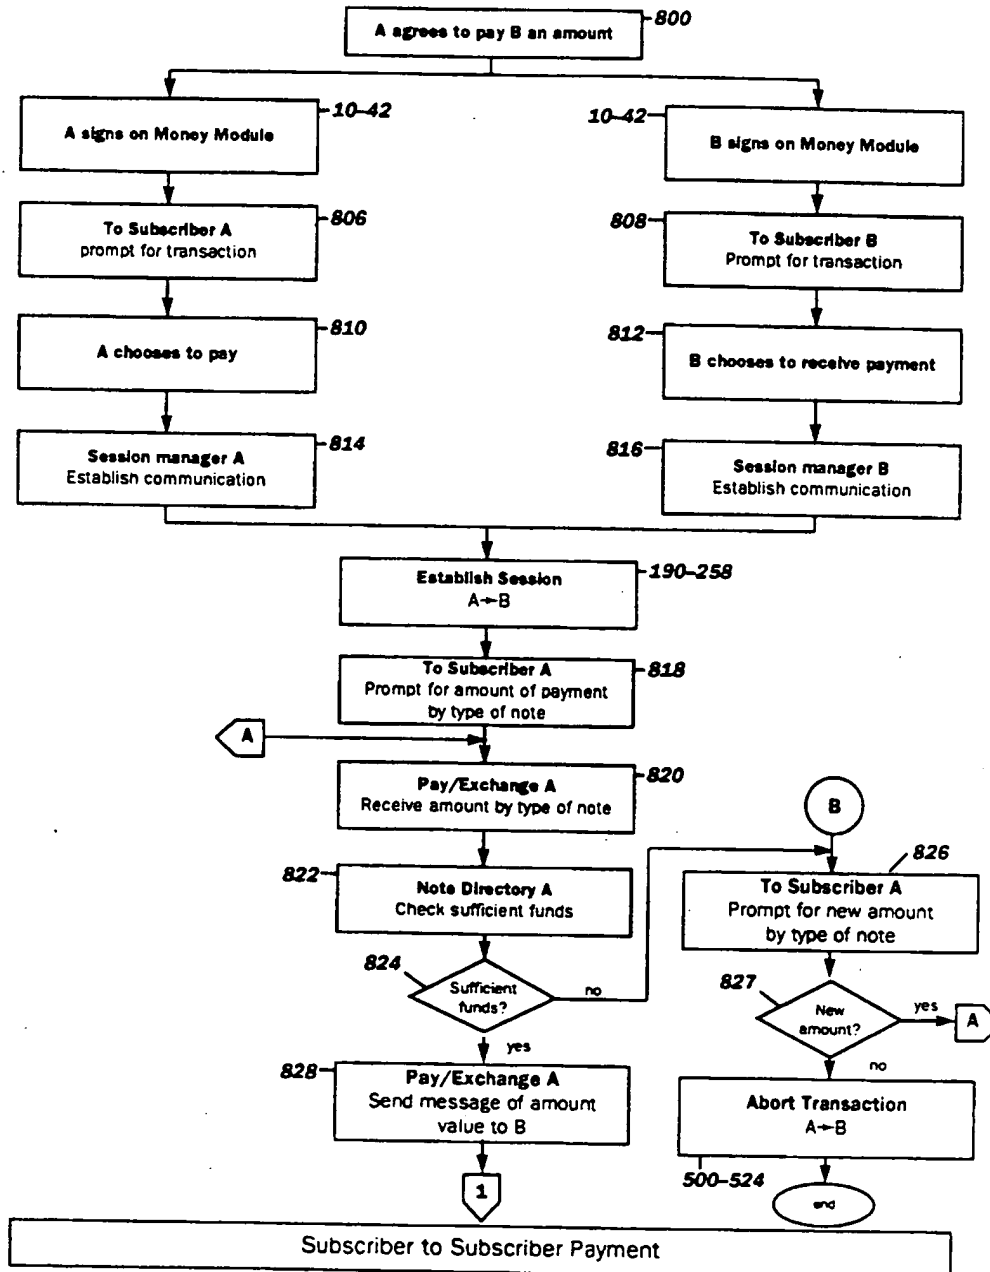 A agrees to pay B an amount
800
A signs on Money Module
10-42
10-42
B signs on Money Module
To Subscriber A
prompt for transaction
806
808
To Subscriber B
Prompt for transaction
A chooses to pay
810
812
B chooses to receive payment
Session manager A
Establish communication
814
816
Session manager B
Establish communication
Establish Session
A→B
190-258
To Subscriber A
Prompt for amount of payment
by type of note
818
A
Pay/Exchange A
Receive amount by type of note
820
B
822
Note Directory A
Check sufficient funds
826
To Subscriber A
Prompt for new amount
by type of note
824
Sufficient
funds?
no
yes
827
New
amount?
yes
A
no
828
Pay/Exchange A
Send message of amount
value to B
Abort Transaction
A→B
500-524
1
end
Subscriber to Subscriber Payment